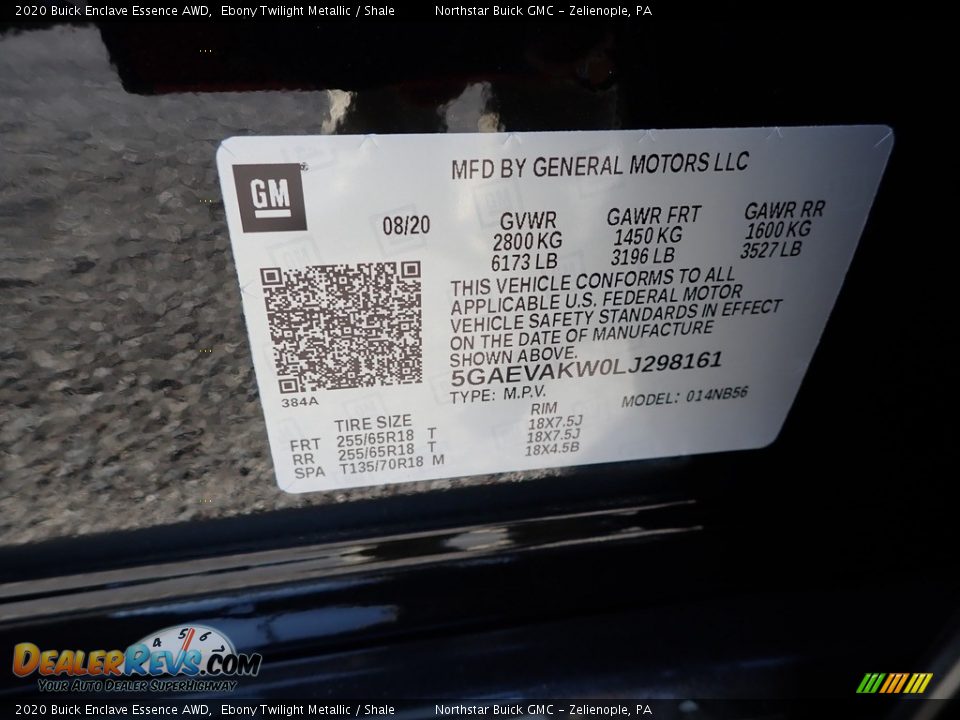 2020 Buick Enclave Essence AWD, Ebony Twilight Metallic / Shale Northstar Buick GMC - Zelienople, PA
GM
MFD BY GENERAL MOTORS LLC
08/20
GVWR GAWR FRT GAWR RR
2800 KG 1450 KG 1600 KG
6173 LB 3196 LB 3527 LB
THIS VEHICLE CONFORMS TO ALL
APPLICABLE U.S. FEDERAL MOTOR
VEHICLE SAFETY STANDARDS IN EFFECT
ON THE DATE OF MANUFACTURE
SHOWN ABOVE.
5GAEVAKW0LJ298161
384A
TYPE: M.P.V. MODEL: 014NB56
TIRE SIZE RIM
FRT 255/65R18 T 18X7.5J
RR 255/65R18 T 18X7.5J
SPA T135/70R18 M 18X4.5B
4 5 6 7
DEALERREVS.COM
Your Auto Dealer SuperHighway
2020 Buick Enclave Essence AWD, Ebony Twilight Metallic / Shale Northstar Buick GMC - Zelienople, PA